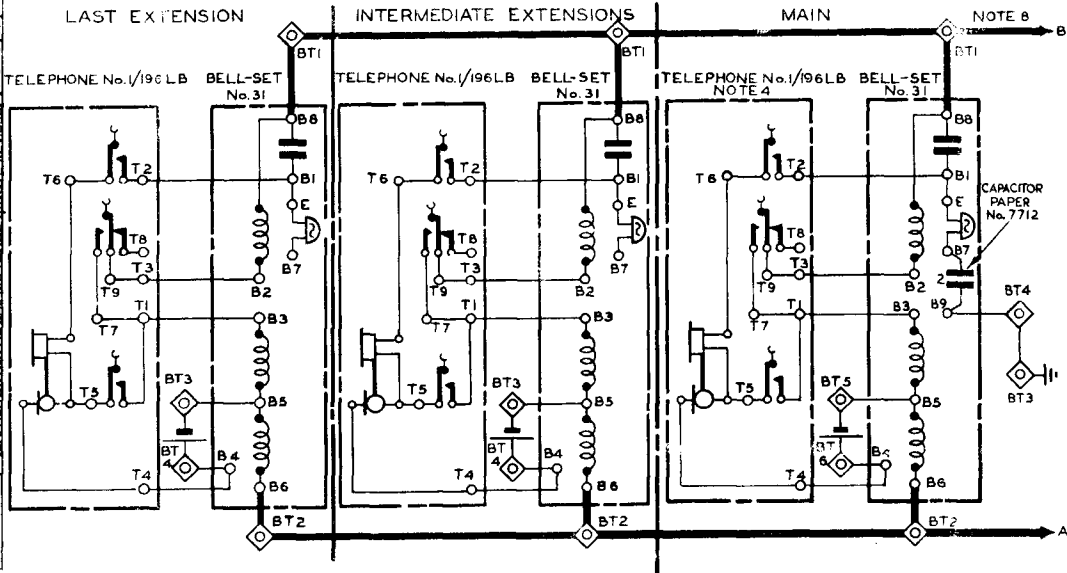 LAST EXTENSION
INTERMEDIATE EXTENSIONS
MAIN
NOTE 8
B
BT1
BT1
BT1
TELEPHONE No.1/196LB
BELL-SET
No.31
TELEPHONE No.1/196LB
BELL-SET
No.31
TELEPHONE No.1/196LB
NOTE 4
BELL-SET
No.31
B8
B8
B8
T6
T2
B1
T6
T2
B1
T6
T2
B1
CAPACITOR
PAPER
No. 7712
E
E
E
T8
B7
T8
B7
T8
B7
T9
T3
B2
T9
T3
B2
T9
T3
B2
2
T7
T1
B3
T7
T1
B3
T7
T1
B3
B9
BT4
T5
BT3
B5
T5
BT3
B5
T5
BT5
B5
BT3
T4
BT
4
B4
T4
BT
4
B4
T4
BT
6
B4
B6
B6
B6
BT2
BT2
BT2
A